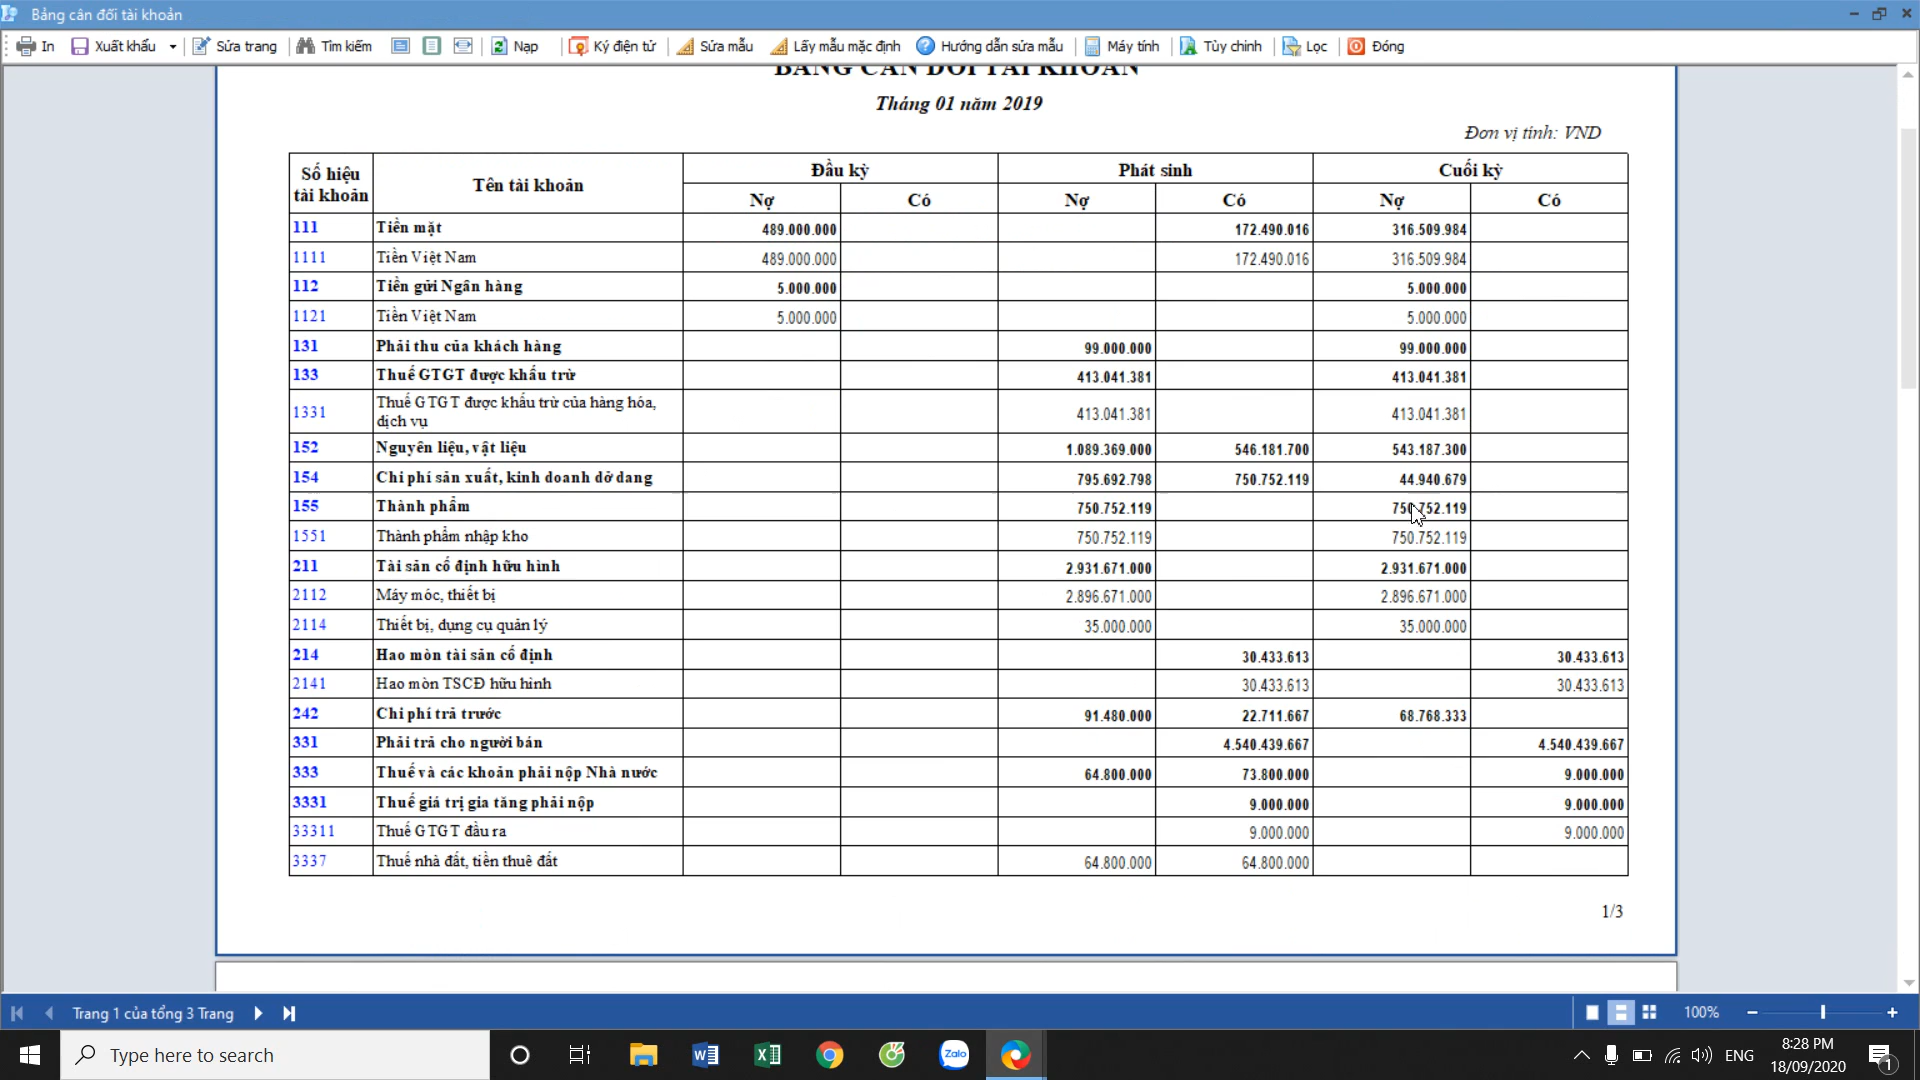 Bảng cân đối tài khoản
In Xuất khẩu Sửa trang Tìm kiếm Nạp Ký điện tử Sửa mẫu Lấy mẫu mặc định Hướng dẫn sửa mẫu Máy tính Tùy chỉnh Lọc Đóng
BẢNG CÂN ĐỐI TÀI KHOẢN
Tháng 01 năm 2019
Đơn vị tính: VND
Số hiệu tài khoản Tên tài khoản Đầu kỳ Phát sinh Cuối kỳ
Nợ Có Nợ Có Nợ Có
111 Tiền mặt 489.000.000 172.490.016 316.509.984
1111 Tiền Việt Nam 489.000.000 172.490.016 316.509.984
112 Tiền gửi Ngân hàng 5.000.000 5.000.000
1121 Tiền Việt Nam 5.000.000 5.000.000
131 Phải thu của khách hàng 99.000.000 99.000.000
133 Thuế GTGT được khấu trừ 413.041.381 413.041.381
1331 Thuế GTGT được khấu trừ của hàng hóa, dịch vụ 413.041.381 413.041.381
152 Nguyên liệu, vật liệu 1.089.369.000 546.181.700 543.187.300
154 Chi phí sản xuất, kinh doanh dở dang 795.692.798 750.752.119 44.940.679
155 Thành phẩm 750.752.119 750.752.119
1551 Thành phẩm nhập kho 750.752.119 750.752.119
211 Tài sản cố định hữu hình 2.931.671.000 2.931.671.000
2112 Máy móc, thiết bị 2.896.671.000 2.896.671.000
2114 Thiết bị, dụng cụ quản lý 35.000.000 35.000.000
214 Hao mòn tài sản cố định 30.433.613 30.433.613
2141 Hao mòn TSCĐ hữu hình 30.433.613 30.433.613
242 Chi phí trả trước 91.480.000 22.711.667 68.768.333
331 Phải trả cho người bán 4.540.439.667 4.540.439.667
333 Thuế và các khoản phải nộp Nhà nước 64.800.000 73.800.000 9.000.000
3331 Thuế giá trị gia tăng phải nộp 9.000.000 9.000.000
33311 Thuế GTGT đầu ra 9.000.000 9.000.000
3337 Thuế nhà đất, tiền thuê đất 64.800.000 64.800.000
1/3
Trang 1 của tổng 3 Trang 100%
Type here to search Zalo ENG 8:28 PM
18/09/2020 1